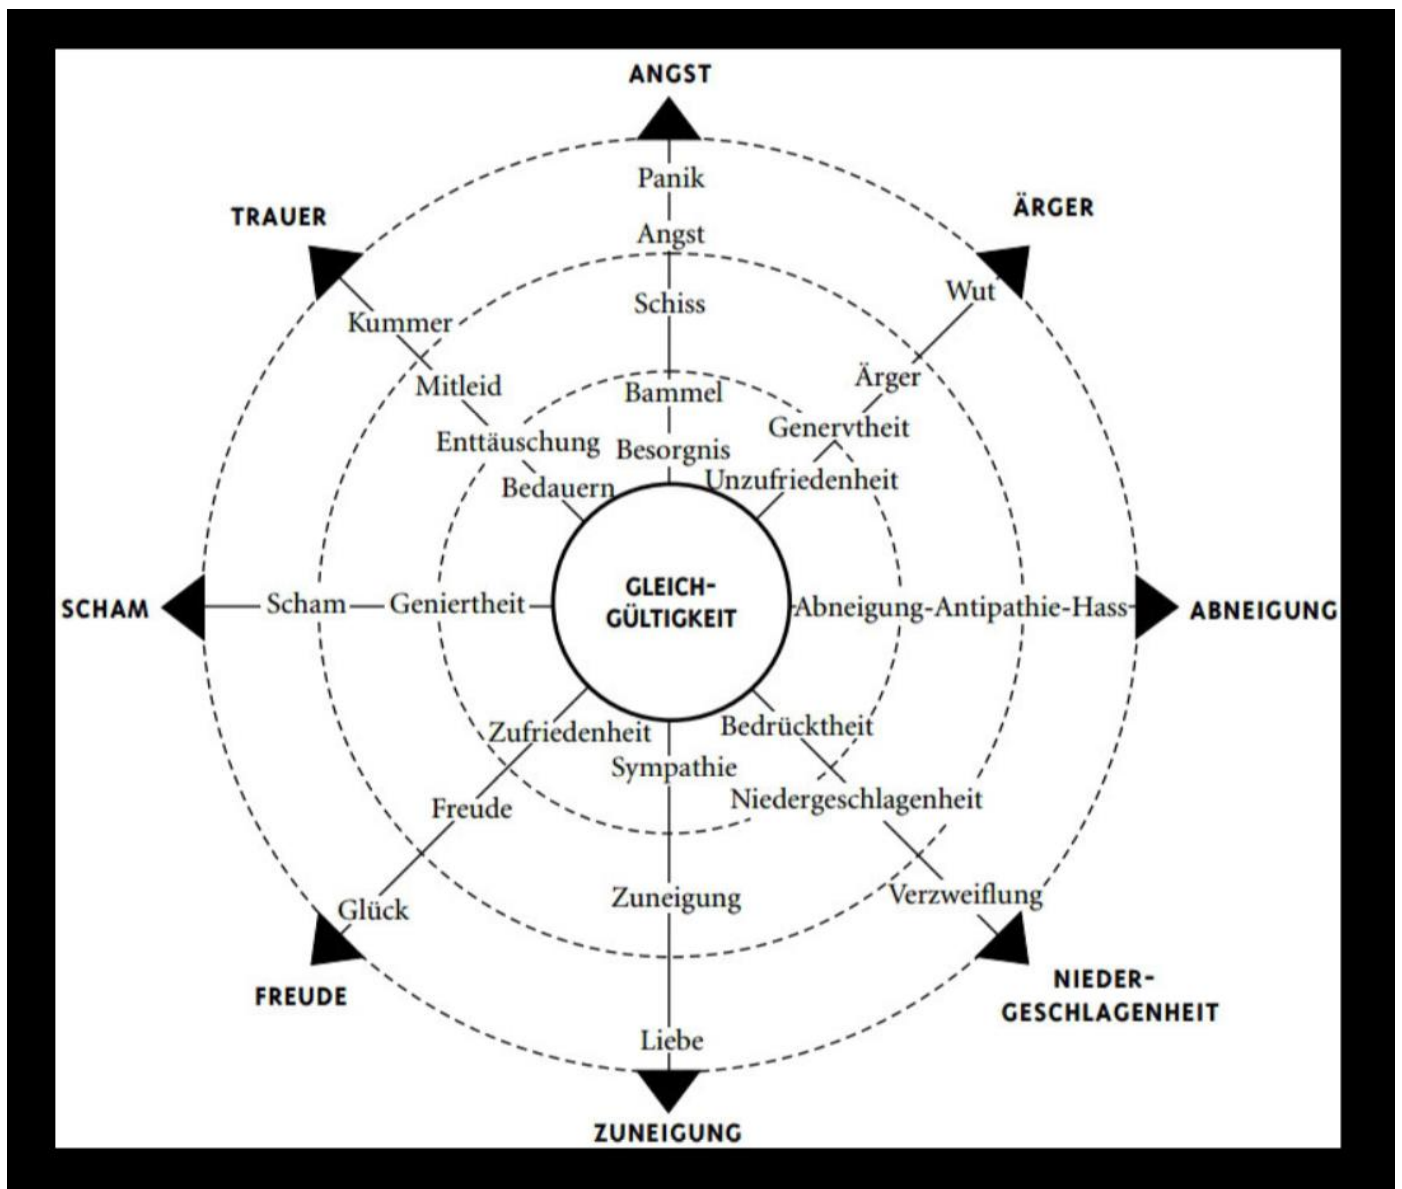 ANGST
Panik
Angst
Schiss
Bammel
Besorgnis
ÄRGER
Wut
Ärger
Genervtheit
Unzufriedenheit
ABNEIGUNG
Abneigung-Antipathie-Hass
NIEDER-
GESCHLAGENHEIT
Bedrücktheit
Niedergeschlagenheit
Verzweiflung
ZUNEIGUNG
Sympathie
Zuneigung
Liebe
FREUDE
Zufriedenheit
Freude
Glück
SCHAM
Scham
Geniertheit
TRAUER
Kummer
Mitleid
Enttäuschung
Bedauern
GLEICH-
GÜLTIGKEIT